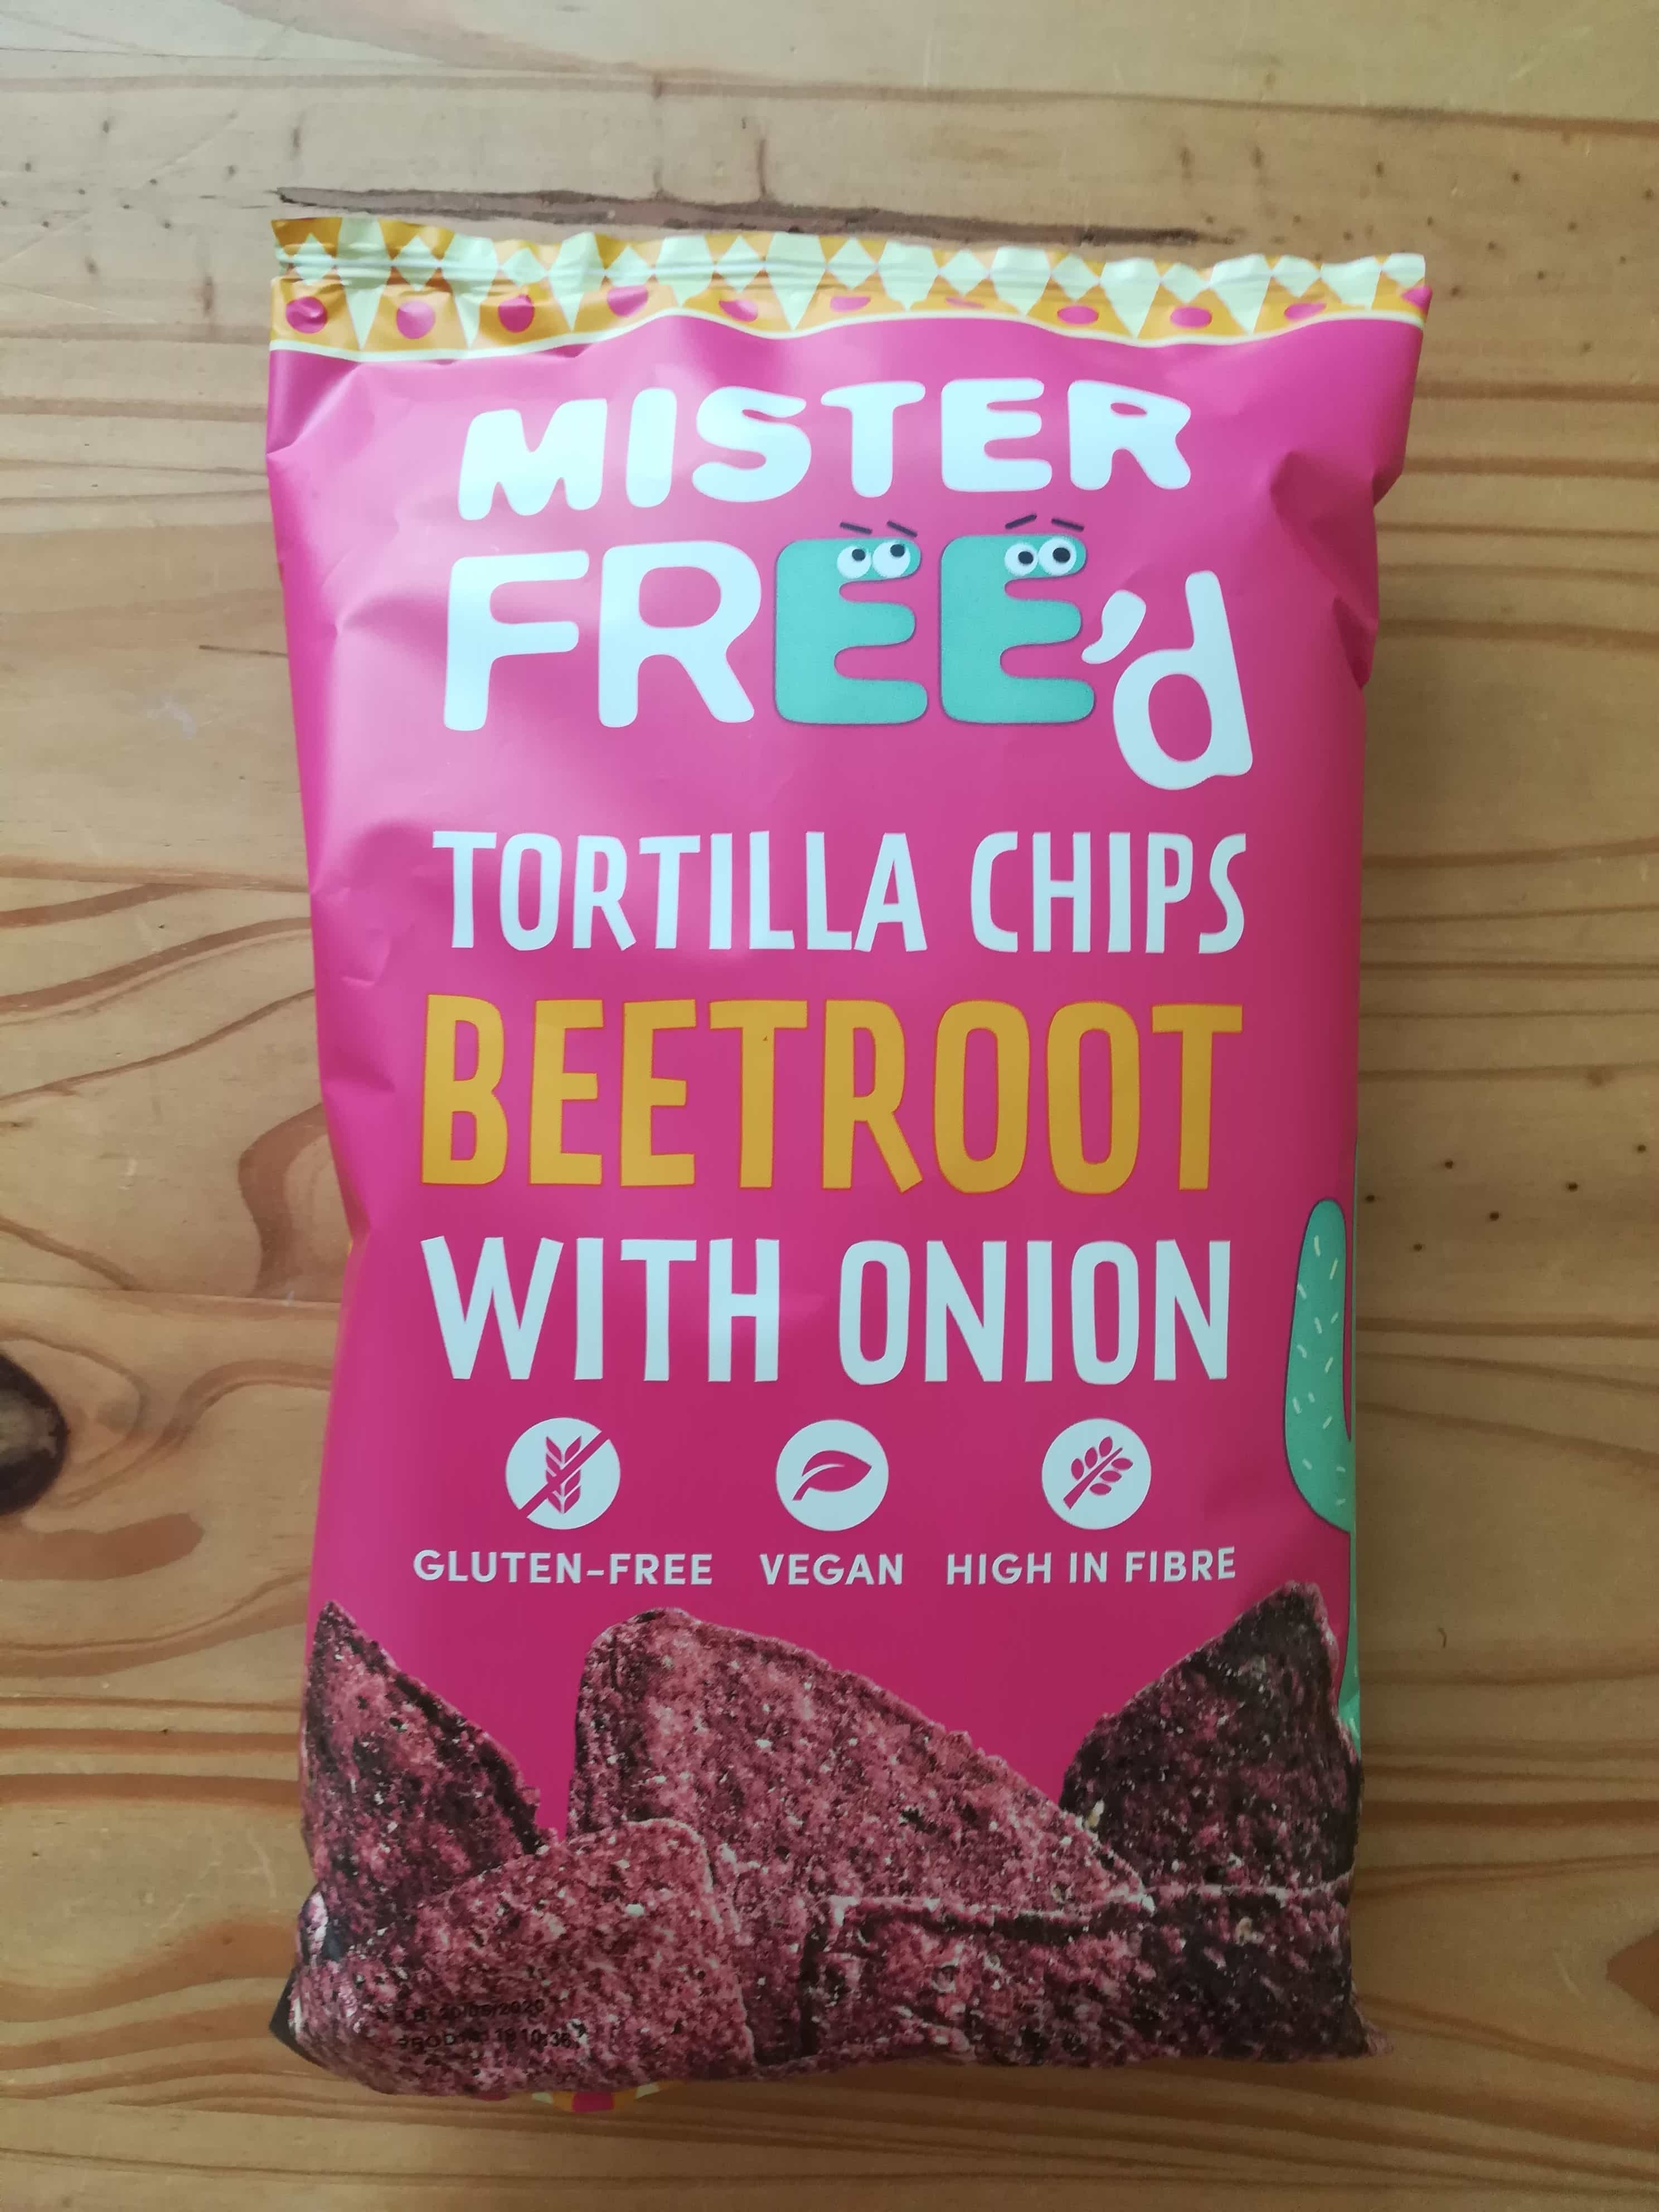 MISTER
FREE'd
TORTILLA CHIPS
BEETROOT
WITH ONION
GLUTEN-FREE VEGAN HIGH IN FIBRE